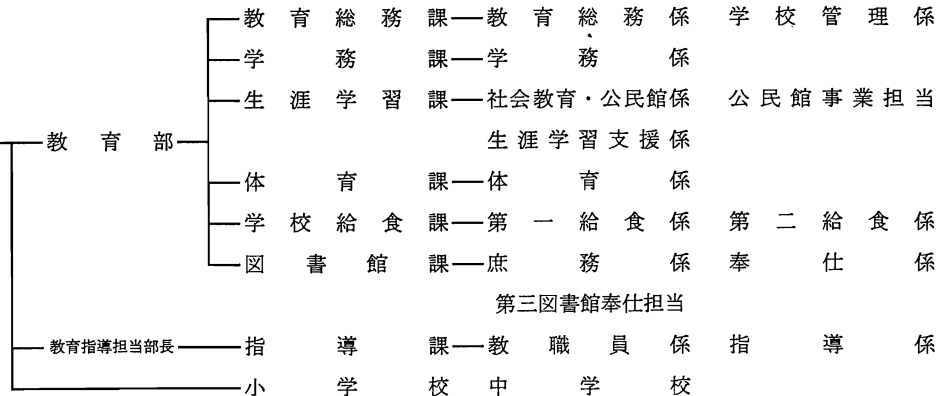 教育総務課 教育総務係 学校管理係
学務課 学務係
生涯学習課 社会教育・公民館係 公民館事業担当
教育部 生涯学習支援係
体育課 体育係
学校給食課 第一給食係 第二給食係
図書館課 庶務係 奉仕係
第三図書館奉仕担当
教育指導担当部長 指導課 教職員係 指導係
小学校 中学校